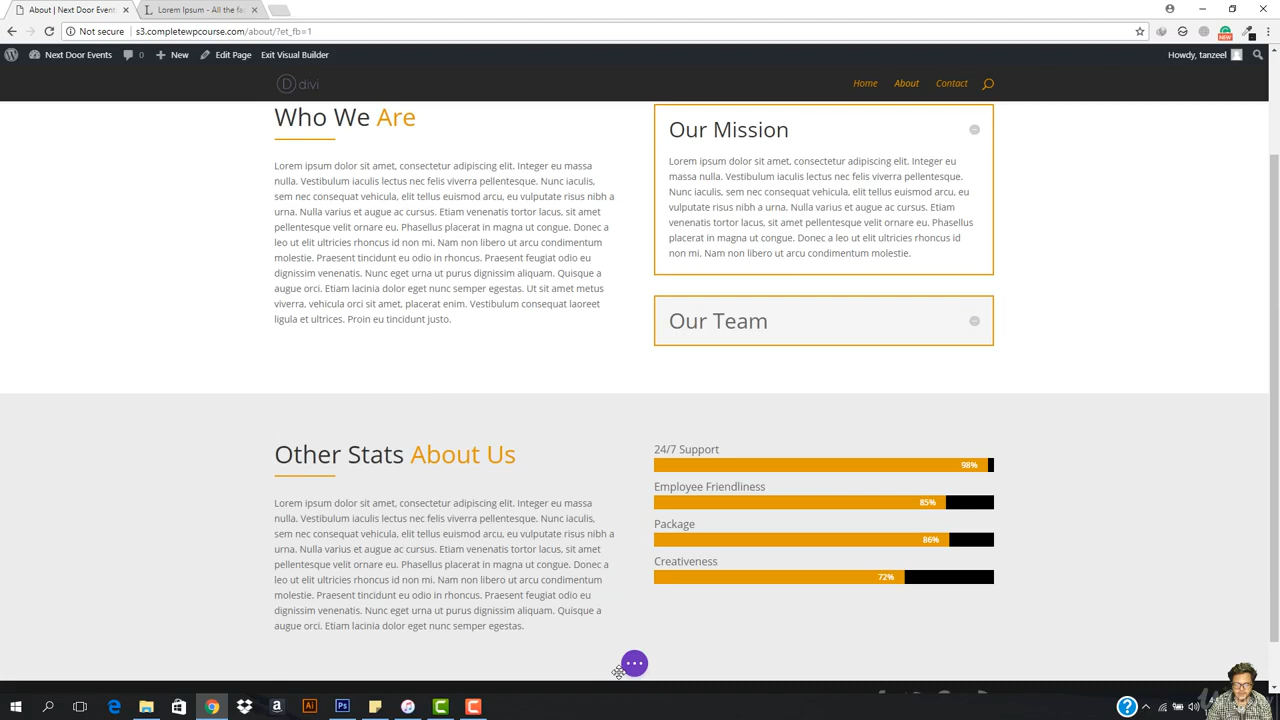 About | Next Door Event
Lorem Ipsum - All the fa
Not secure
s3.completewpcourse.com/about/?et_fb=1
NEW
Next Door Events
0
New
Edit Page
Exit Visual Builder
Howdy, tanzeel
D divi
Home
About
Contact
Who We Are
Lorem ipsum dolor sit amet, consectetur adipiscing elit. Integer eu massa
nulla. Vestibulum iaculis lectus nec felis viverra pellentesque. Nunc iaculis,
sem nec consequat vehicula, elit tellus euismod arcu, eu vulputate risus nibh a
urna. Nulla varius et augue ac cursus. Etiam venenatis tortor lacus, sit amet
pellentesque velit ornare eu. Phasellus placerat in magna ut congue. Donec a
leo ut elit ultricies rhoncus id non mi. Nam non libero ut arcu condimentum
molestie. Praesent tincidunt eu odio in rhoncus. Praesent feugiat odio eu
dignissim venenatis. Nunc eget urna ut purus dignissim aliquam. Quisque a
augue orci. Etiam lacinia dolor eget nunc semper egestas. Ut sit amet metus
viverra, vehicula orci sit amet, placerat enim. Vestibulum consequat laoreet
ligula et ultrices. Proin eu tincidunt justo.
Our Mission
Lorem ipsum dolor sit amet, consectetur adipiscing elit. Integer eu
massa nulla. Vestibulum iaculis lectus nec felis viverra pellentesque.
Nunc iaculis, sem nec consequat vehicula, elit tellus euismod arcu, eu
vulputate risus nibh a urna. Nulla varius et augue ac cursus. Etiam
venenatis tortor lacus, sit amet pellentesque velit ornare eu. Phasellus
placerat in magna ut congue. Donec a leo ut elit ultricies rhoncus id
non mi. Nam non libero ut arcu condimentum molestie.
Our Team
Other Stats About Us
Lorem ipsum dolor sit amet, consectetur adipiscing elit. Integer eu massa
nulla. Vestibulum iaculis lectus nec felis viverra pellentesque. Nunc iaculis,
sem nec consequat vehicula, elit tellus euismod arcu, eu vulputate risus nibh a
urna. Nulla varius et augue ac cursus. Etiam venenatis tortor lacus, sit amet
pellentesque velit ornare eu. Phasellus placerat in magna ut congue. Donec a
leo ut elit ultricies rhoncus id non mi. Nam non libero ut arcu condimentum
molestie. Praesent tincidunt eu odio in rhoncus. Praesent feugiat odio eu
dignissim venenatis. Nunc eget urna ut purus dignissim aliquam. Quisque a
augue orci. Etiam lacinia dolor eget nunc semper egestas.
24/7 Support
98%
Employee Friendliness
85%
Package
86%
Creativeness
72%